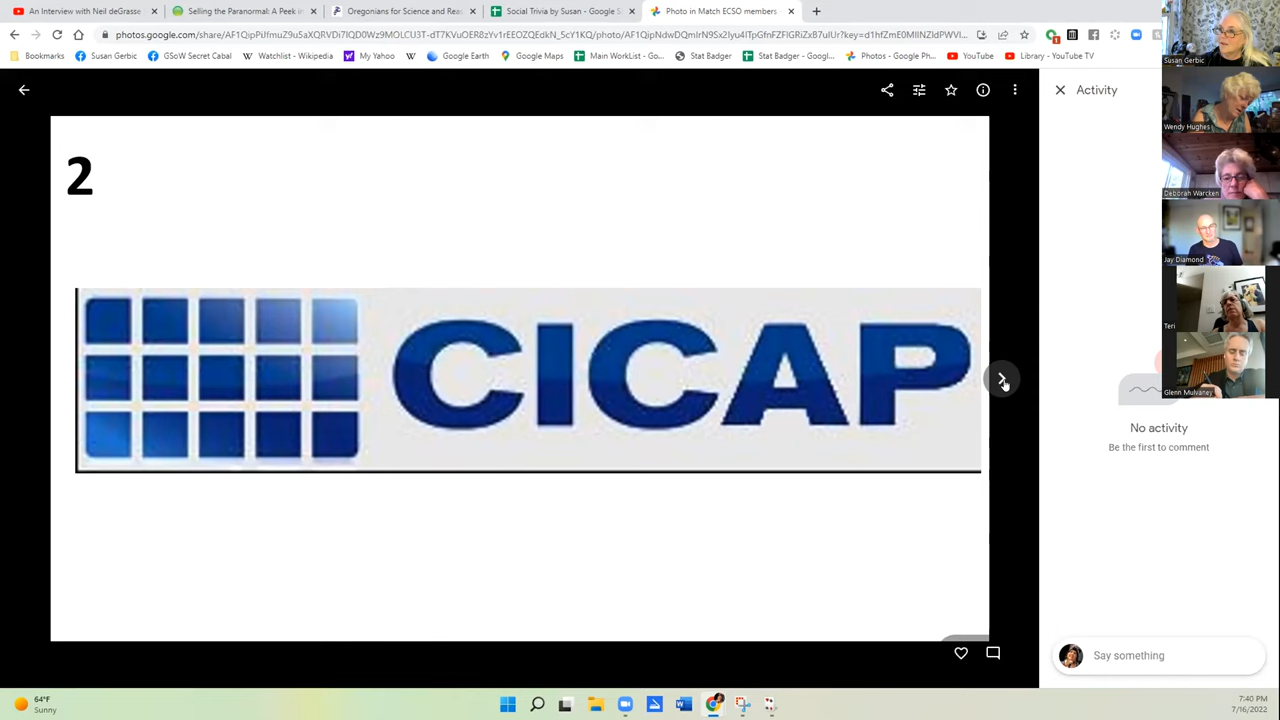 An Interview with Neil deGrasse
Selling the Paranormal: A Peek in
Oregonians for Science and Rea
Social Trivia by Susan - Google S
Photo in Match ECSO members -
Bookmarks
Susan Gerbic
GSoW Secret Cabal
Watchlist - Wikipedia
My Yahoo
Google Earth
Google Maps
Main WorkList - Go...
Stat Badger
Stat Badger - Googl...
Photos - Google Ph...
YouTube
Library - YouTube TV
Activity
2
CICAP
Susan Gerbic
Wendy Hughes
Deborah Warcken
Jay Diamond
Teri
Glenn Mulvaney
No activity
Be the first to comment
Say something
64°F
Sunny
7:40 PM
7/16/2022